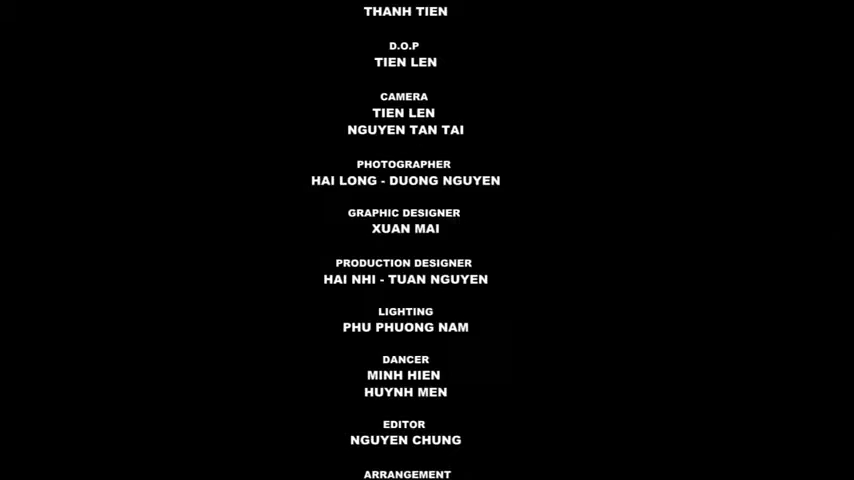 THANH TIEN
D.O.P
TIEN LEN
CAMERA
TIEN LEN
NGUYEN TAN TAI
PHOTOGRAPHER
HAI LONG - DUONG NGUYEN
GRAPHIC DESIGNER
XUAN MAI
PRODUCTION DESIGNER
HAI NHI - TUAN NGUYEN
LIGHTING
PHU PHUONG NAM
DANCER
MINH HIEN
HUYNH MEN
EDITOR
NGUYEN CHUNG
ARRANGEMENT